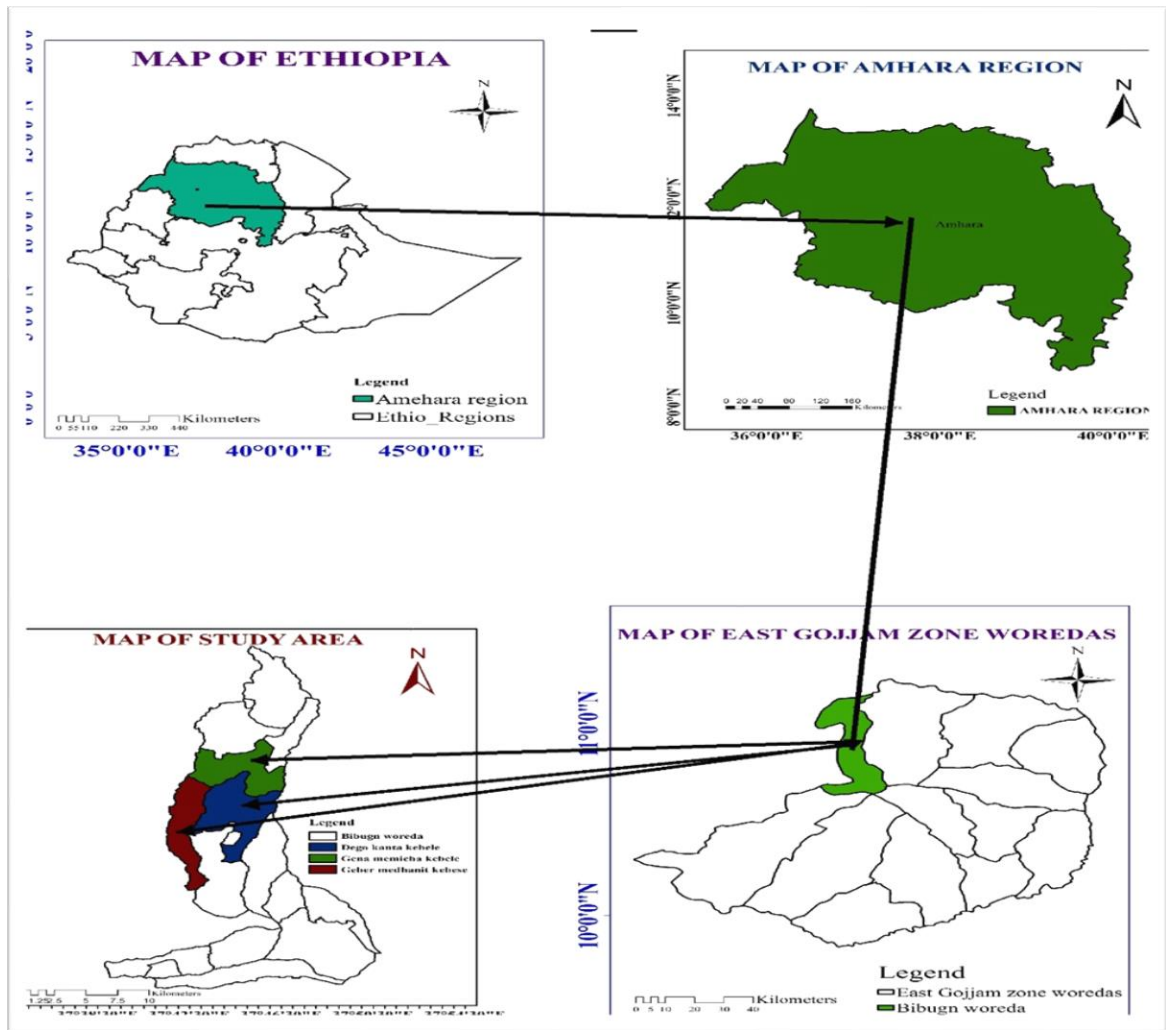 MAP OF ETHIOPIA
N
Legend
Amehara region
Ethio_Regions
0 55 110 220 330 440
Kilometers
35°0'0"E 40°0'0"E 45°0'0"E
MAP OF AMHARA REGION
N
14°0'0"N
12°0'0"N
10°0'0"N
8°0'0"N
Amhara
Legend
AMHARA REGION
0 20 40 80 120 160
Kilometers
36°0'0"E 38°0'0"E 40°0'0"E
MAP OF STUDY AREA
N
Legend
Bibugn woreda
Dego kanta kebele
Gena memicha kebele
Geber medhanit kebese
Kilometers
0 1.252.5 5 7.5 10
MAP OF EAST GOJJAM ZONE WOREDAS
N
11°0'0"N
10°0'0"N
Legend
East Gojjam zone woredas
Bibugn woreda
0 5 10 20 30 40
Kilometers